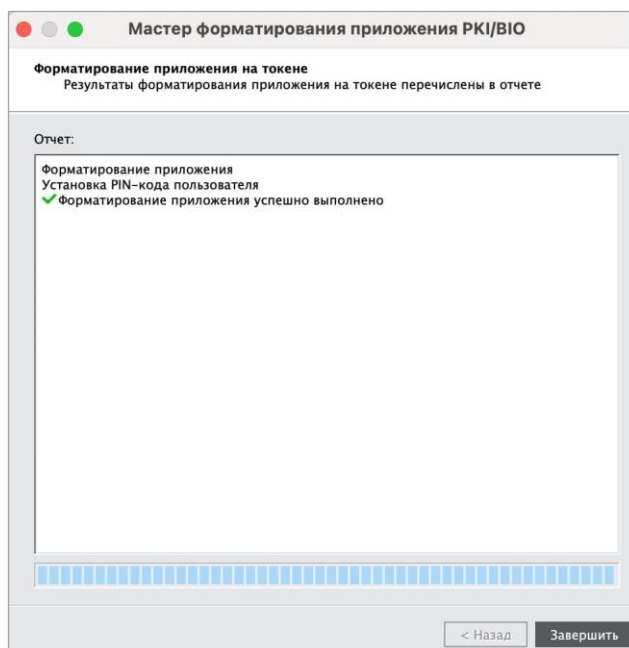 Мастер форматирования приложения PKI/BIO
Форматирование приложения на токене
Результаты форматирования приложения на токене перечислены в отчете
Отчет:
Форматирование приложения
Установка PIN-кода пользователя
Форматирование приложения успешно выполнено
< Назад
Завершить